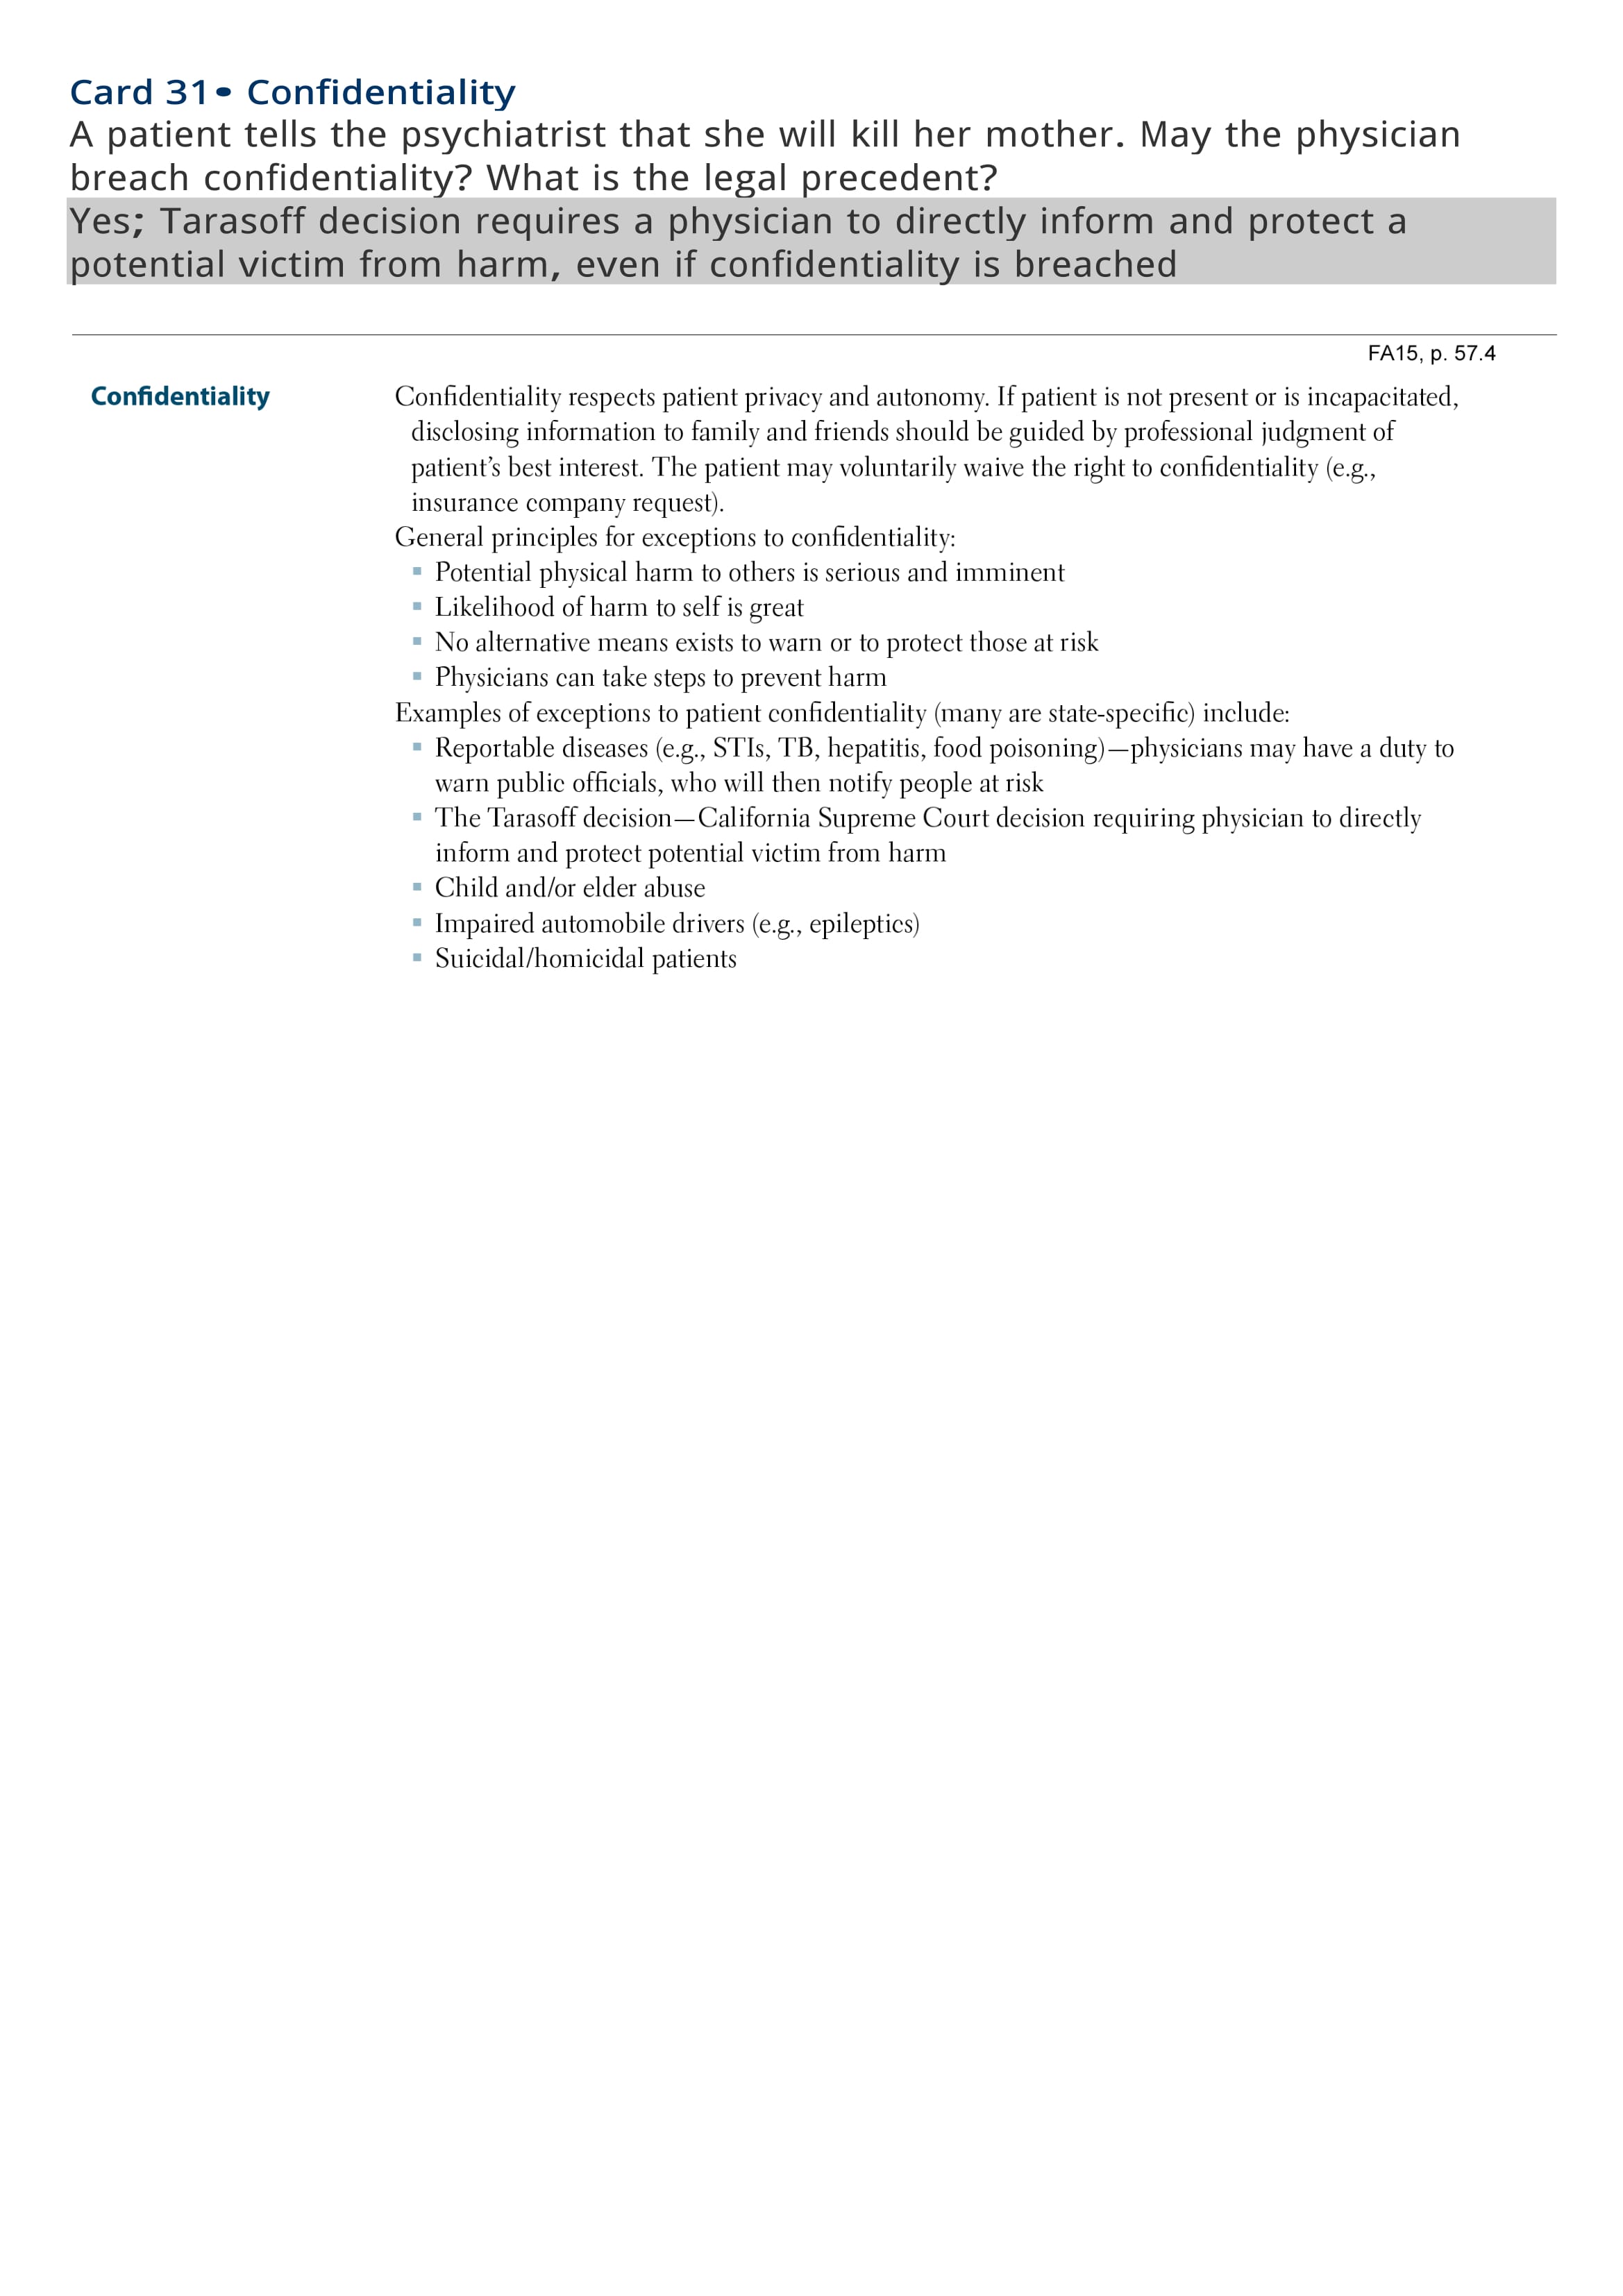 Card 31• Confidentiality
A patient tells the psychiatrist that she will kill her mother. May the physician
breach confidentiality? What is the legal precedent?
Yes; Tarasoff decision requires a physician to directly inform and protect a
potential victim from harm, even if confidentiality is breached
FA15, p. 57.4
Confidentiality
Confidentiality respects patient privacy and autonomy. If patient is not present or is incapacitated,
disclosing information to family and friends should be guided by professional judgment of
patient’s best interest. The patient may voluntarily waive the right to confidentiality (e.g.,
insurance company request).
General principles for exceptions to confidentiality:
▪ Potential physical harm to others is serious and imminent
▪ Likelihood of harm to self is great
▪ No alternative means exists to warn or to protect those at risk
▪ Physicians can take steps to prevent harm
Examples of exceptions to patient confidentiality (many are state-specific) include:
▪ Reportable diseases (e.g., STIs, TB, hepatitis, food poisoning)—physicians may have a duty to
warn public officials, who will then notify people at risk
▪ The Tarasoff decision—California Supreme Court decision requiring physician to directly
inform and protect potential victim from harm
▪ Child and/or elder abuse
▪ Impaired automobile drivers (e.g., epileptics)
▪ Suicidal/homicidal patients